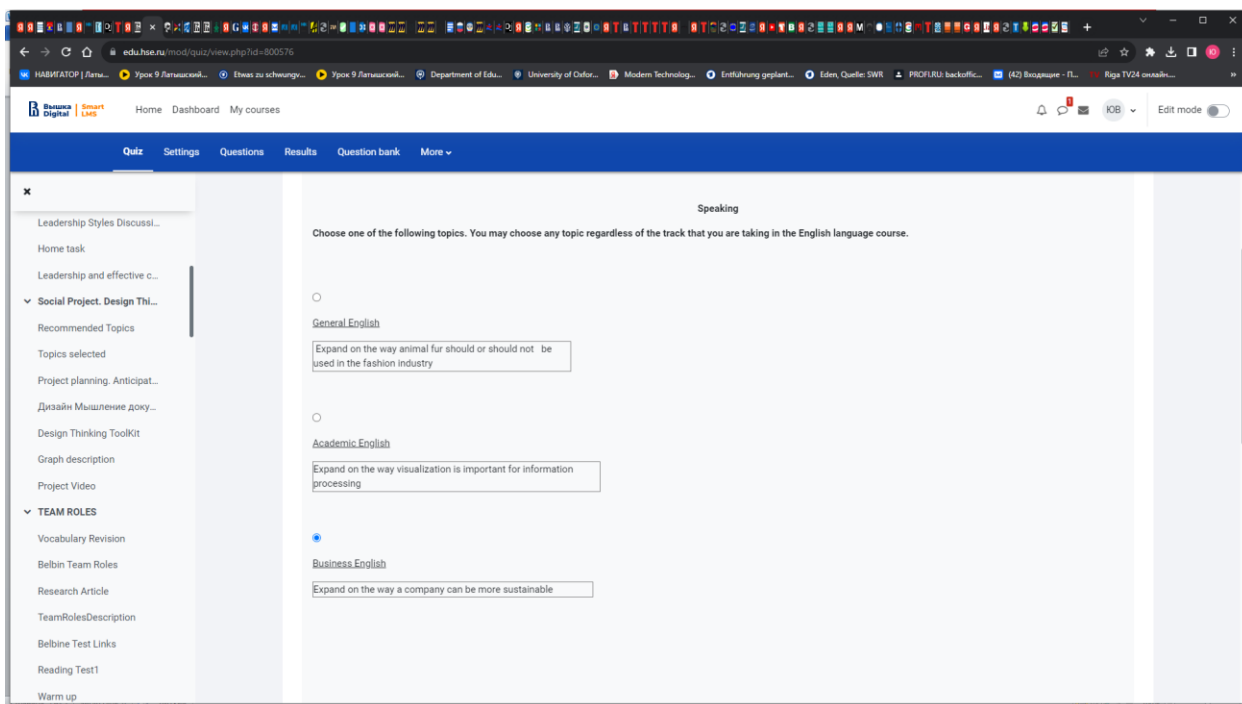 edu.hse.ru/mod/quiz/view.php?id=800576
НАВИГАТОР | Латы...
Урок 9 Латышский...
Etwas zu schwungv...
Урок 9 Латышский...
Department of Edu...
University of Oxfor...
Modern Technolog...
Entführung geplant...
Eden, Quelle: SWR
PROFI.RU: backoffic...
(42) Входящие - П...
Riga TV24 онлайн....
Вышка Digital | Smart LMS
Home Dashboard My courses
1
ЮВ
Edit mode
Quiz Settings Questions Results Question bank More
Leadership Styles Discussi...
Home task
Leadership and effective c...
Social Project. Design Thi...
Recommended Topics
Topics selected
Project planning. Anticipat...
Дизайн Мышление доку...
Design Thinking ToolKit
Graph description
Project Video
TEAM ROLES
Vocabulary Revision
Belbin Team Roles
Research Article
TeamRolesDescription
Belbine Test Links
Reading Test1
Warm up
Speaking
Choose one of the following topics. You may choose any topic regardless of the track that you are taking in the English language course.
General English
Expand on the way animal fur should or should not be
used in the fashion industry
Academic English
Expand on the way visualization is important for information
processing
Business English
Expand on the way a company can be more sustainable